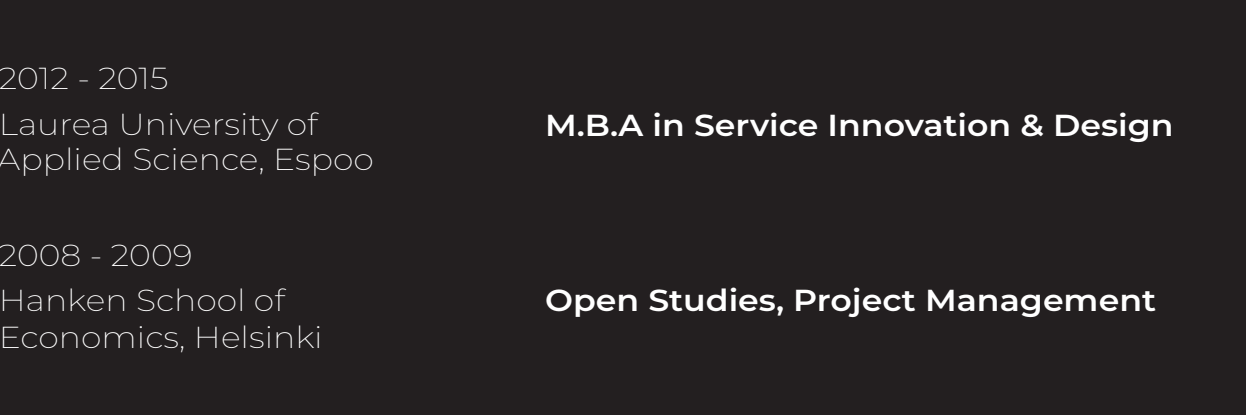 2012 - 2015
Laurea University of
Applied Science, Espoo
M.B.A in Service Innovation & Design
2008 - 2009
Hanken School of
Economics, Helsinki
Open Studies, Project Management